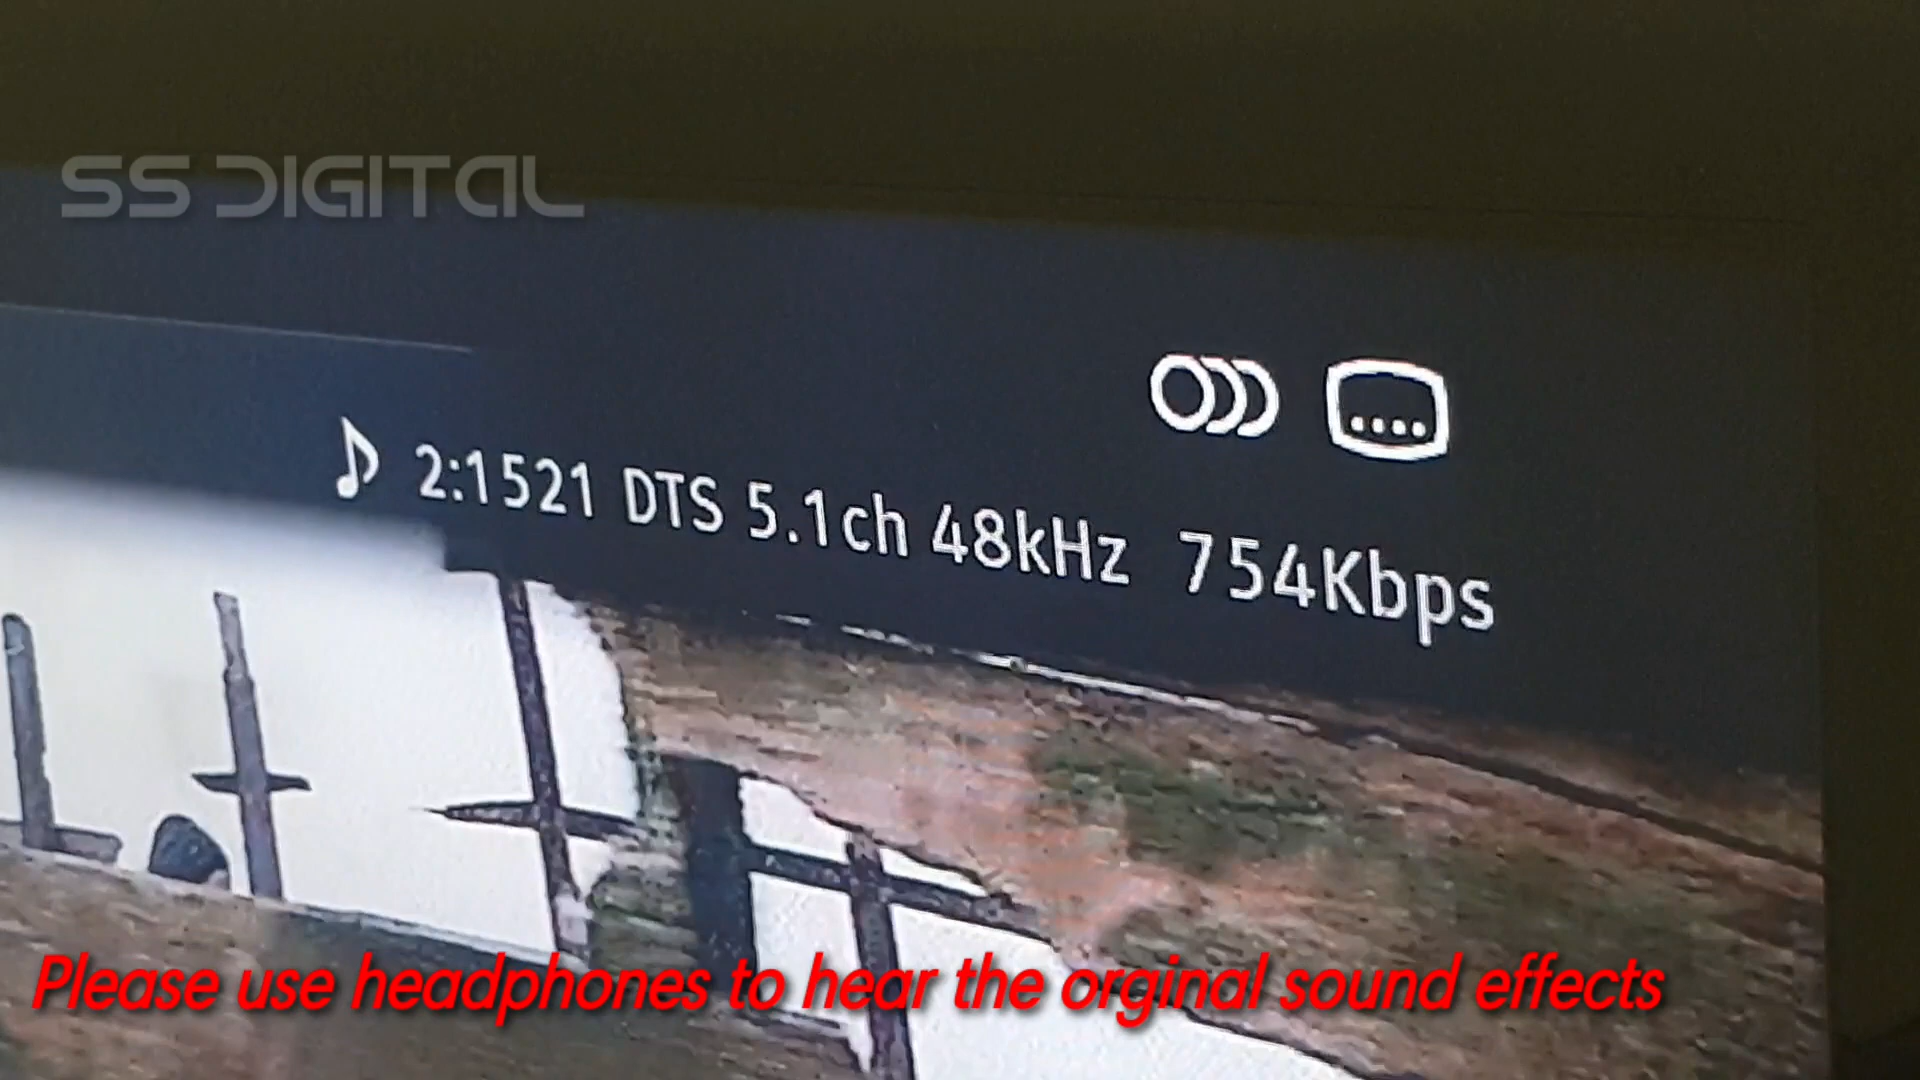 SS DIGITAL
2:1521 DTS 5.1ch 48kHz 754Kbps
Please use headphones to hear the orginal sound effects